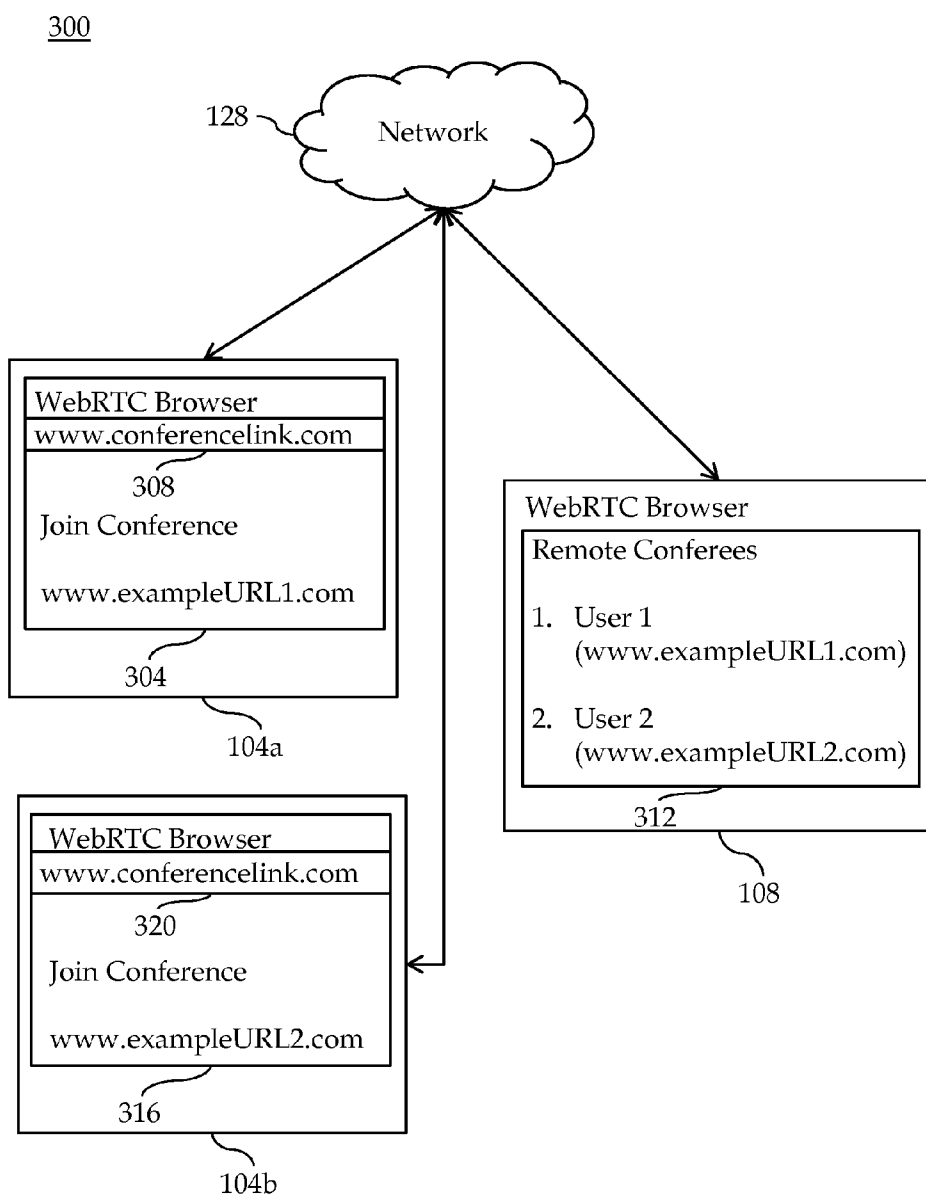 300
128
Network
WebRTC Browser
www.conferencelink.com
308
Join Conference
www.exampleURL1.com
304
104a
WebRTC Browser
Remote Conferees
1. User 1
(www.exampleURL1.com)
2. User 2
(www.exampleURL2.com)
312
108
WebRTC Browser
www.conferencelink.com
320
Join Conference
www.exampleURL2.com
316
104b